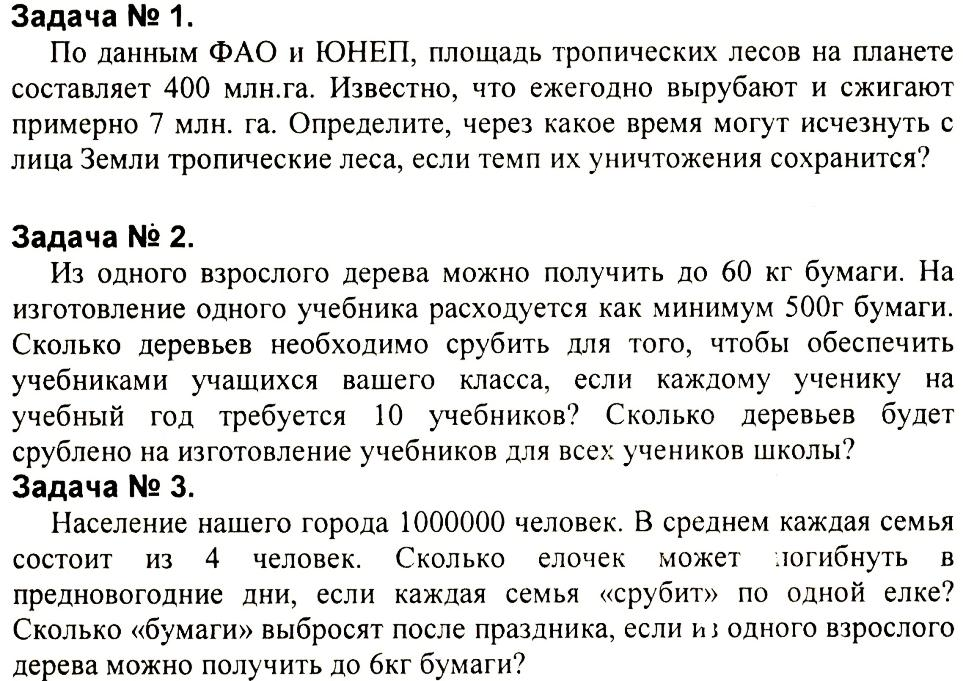 Задача № 1.
По данным ФАО и ЮНЕП, площадь тропических лесов на планете
составляет 400 млн.га. Известно, что ежегодно вырубают и сжигают
примерно 7 млн. га. Определите, через какое время могут исчезнуть с
лица Земли тропические леса, если темп их уничтожения сохранится?
Задача № 2.
Из одного взрослого дерева можно получить до 60 кг бумаги. На
изготовление одного учебника расходуется как минимум 500г бумаги.
Сколько деревьев необходимо срубить для того, чтобы обеспечить
учебниками учащихся вашего класса, если каждому ученику на
учебный год требуется 10 учебников? Сколько деревьев будет
срублено на изготовление учебников для всех учеников школы?
Задача № 3.
Население нашего города 1000000 человек. В среднем каждая семья
состоит из 4 человек. Сколько елочек может погибнуть в
предновогодние дни, если каждая семья «срубит» по одной елке?
Сколько «бумаги» выбросят после праздника, если из одного взрослого
дерева можно получить до 6кг бумаги?